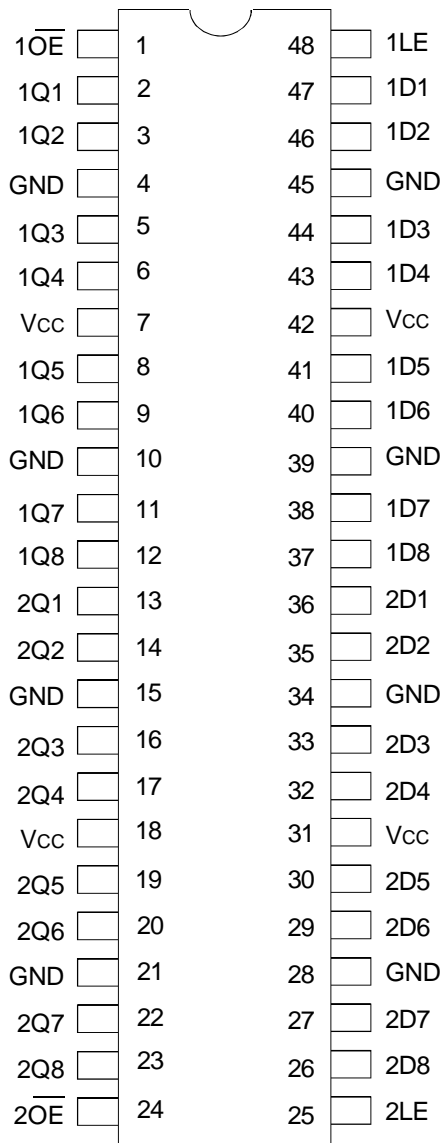 1O̅E̅ 1 48 1LE
1Q1 2 47 1D1
1Q2 3 46 1D2
GND 4 45 GND
1Q3 5 44 1D3
1Q4 6 43 1D4
Vcc 7 42 Vcc
1Q5 8 41 1D5
1Q6 9 40 1D6
GND 10 39 GND
1Q7 11 38 1D7
1Q8 12 37 1D8
2Q1 13 36 2D1
2Q2 14 35 2D2
GND 15 34 GND
2Q3 16 33 2D3
2Q4 17 32 2D4
Vcc 18 31 Vcc
2Q5 19 30 2D5
2Q6 20 29 2D6
GND 21 28 GND
2Q7 22 27 2D7
2Q8 23 26 2D8
2O̅E̅ 24 25 2LE